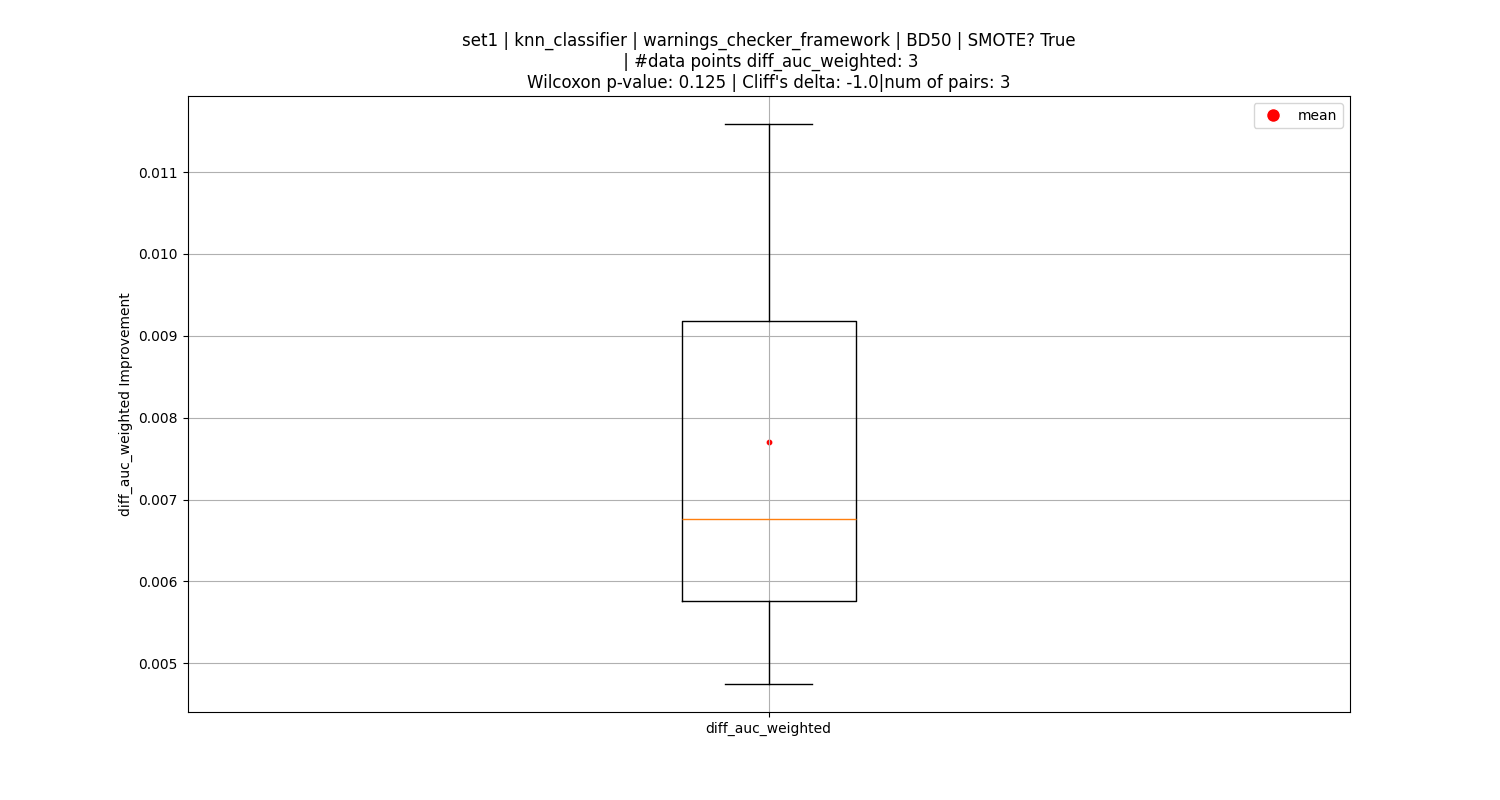 set1 | knn_classifier | warnings_checker_framework | BD50 | SMOTE? True
| #data points diff_auc_weighted: 3
Wilcoxon p-value: 0.125 | Cliff's delta: -1.0|num of pairs: 3
mean
0.011
0.010
0.009
0.008
0.007
0.006
0.005
diff_auc_weighted Improvement
diff_auc_weighted